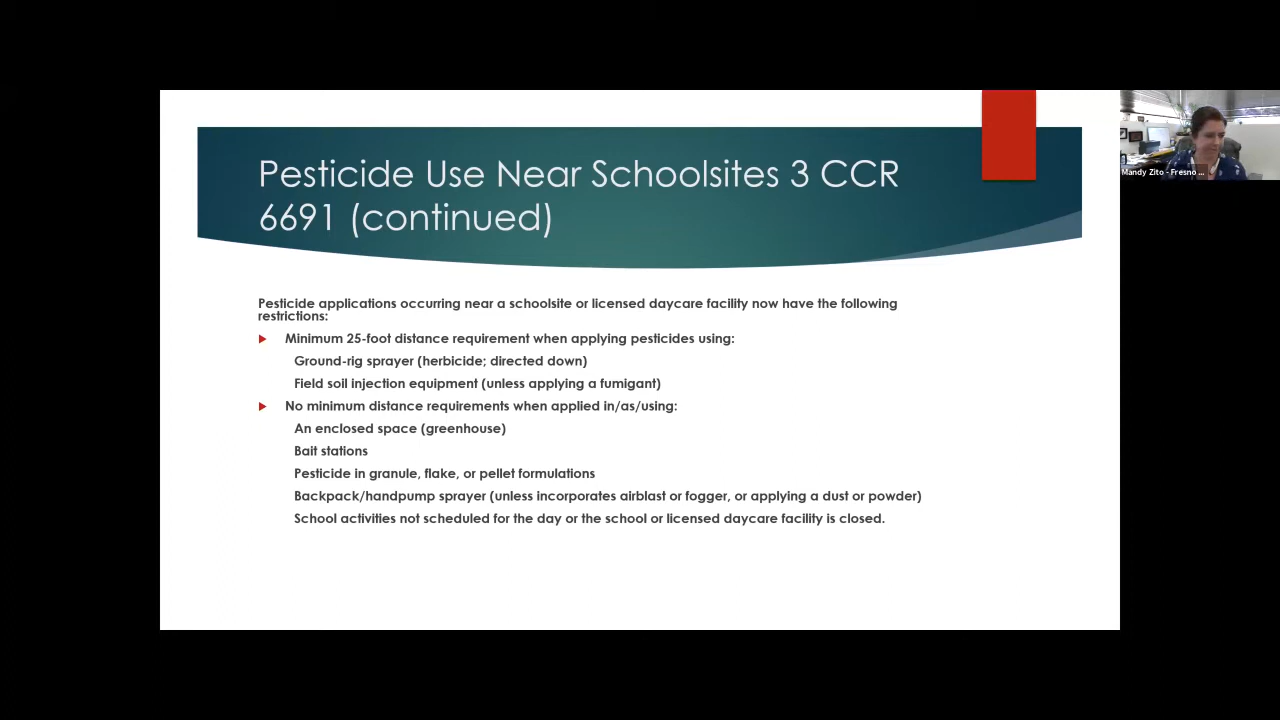 Pesticide Use Near Schoolsites 3 CCR
6691 (continued)
Pesticide applications occurring near a schoolsite or licensed daycare facility now have the following
restrictions:
Minimum 25-foot distance requirement when applying pesticides using:
Ground-rig sprayer (herbicide; directed down)
Field soil injection equipment (unless applying a fumigant)
No minimum distance requirements when applied in/as/using:
An enclosed space (greenhouse)
Bait stations
Pesticide in granule, flake, or pellet formulations
Backpack/handpump sprayer (unless incorporates airblast or fogger, or applying a dust or powder)
School activities not scheduled for the day or the school or licensed daycare facility is closed.
Mandy Zito - Fresno ...